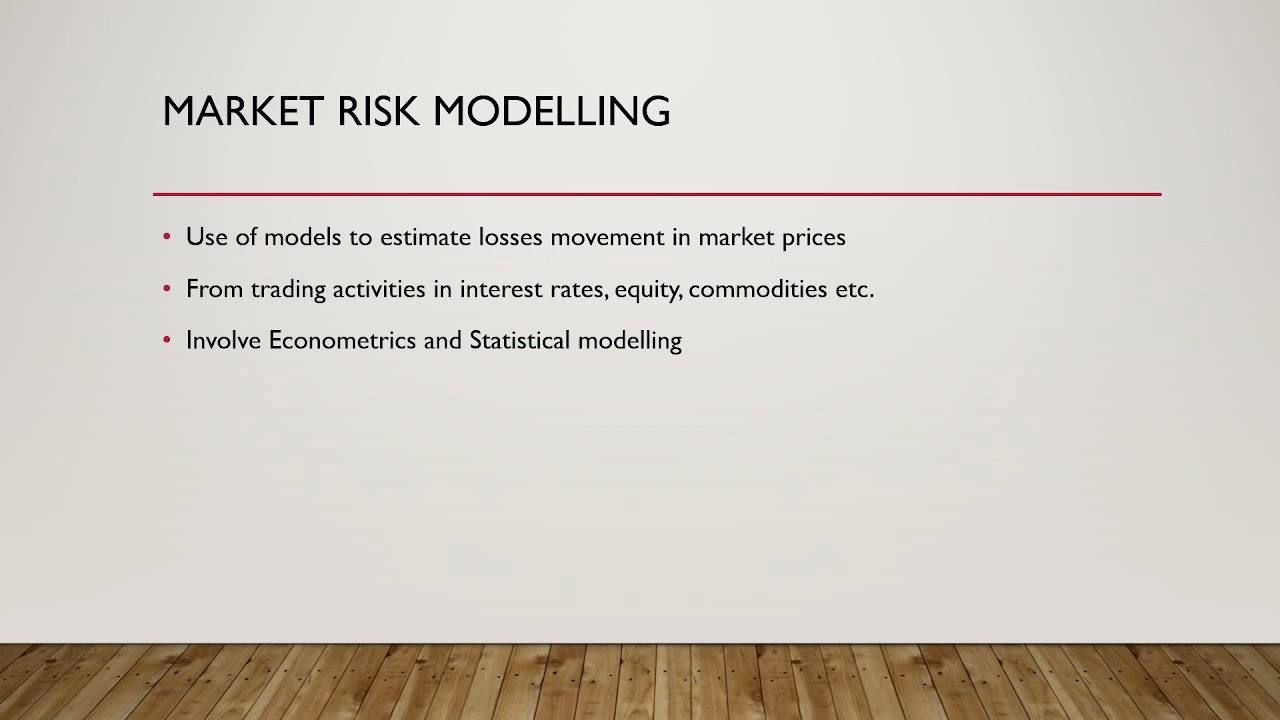 MARKET RISK MODELLING
• Use of models to estimate losses movement in market prices
• From trading activities in interest rates, equity, commodities etc.
• Involve Econometrics and Statistical modelling